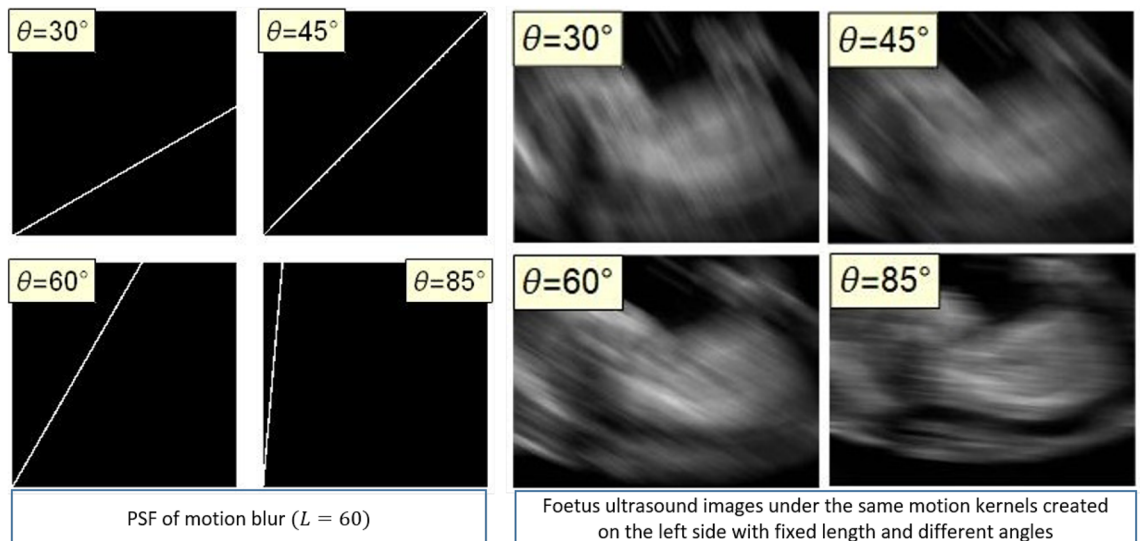 θ=30°
θ=45°
θ=60°
θ=85°
PSF of motion blur (L = 60)
θ=30°
θ=45°
θ=60°
θ=85°
Foetus ultrasound images under the same motion kernels created
on the left side with fixed length and different angles